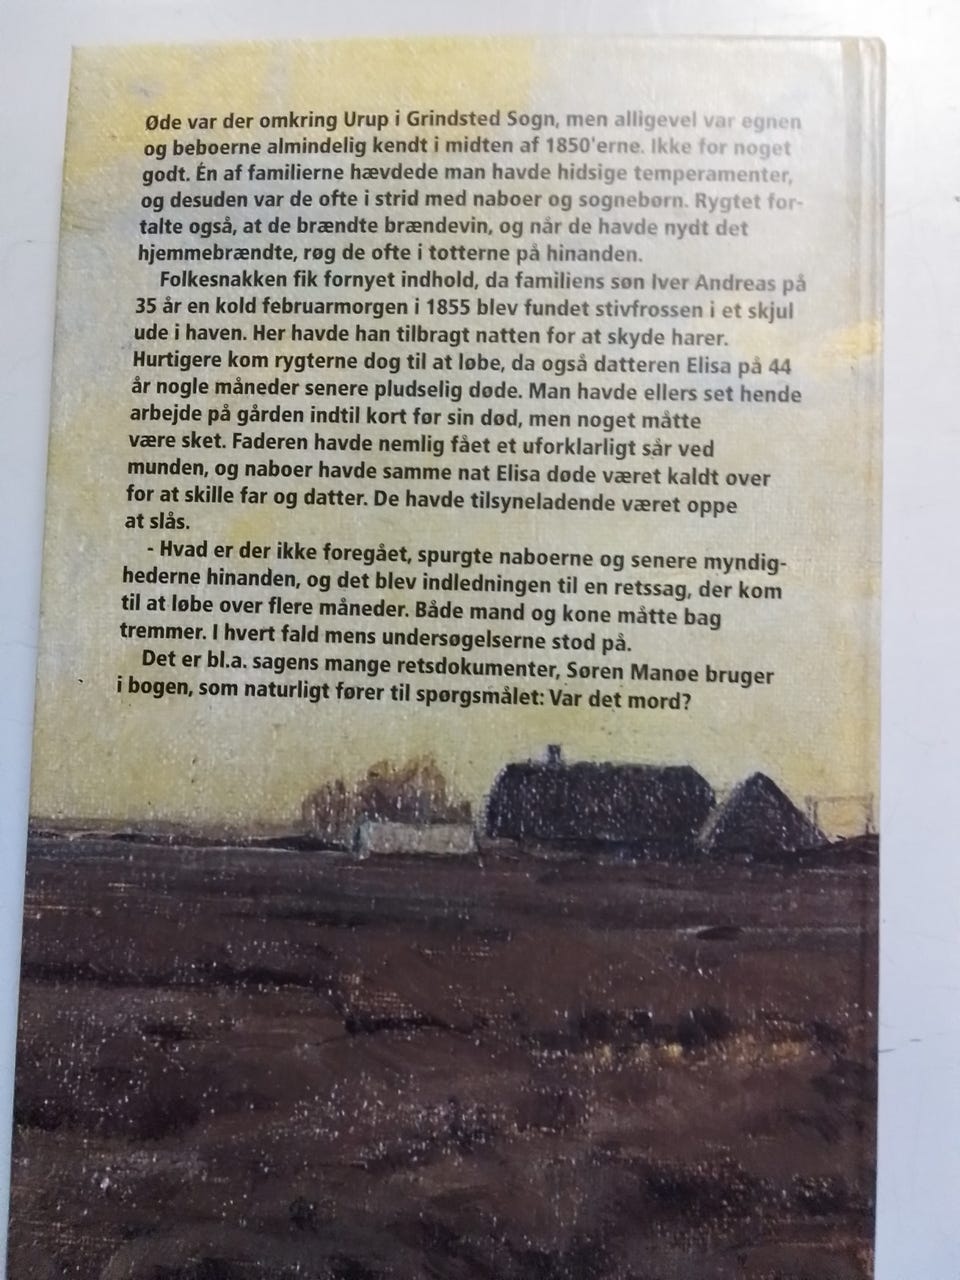 Øde var der omkring Urup i Grindsted Sogn, men alligevel var egnen
og beboerne almindelig kendt i midten af 1850'erne. Ikke for noget
godt. Én af familierne hævdede man havde hidsige temperamenter,
og desuden var de ofte i strid med naboer og sognebørn. Rygtet for-
talte også, at de brændte brændevin, og når de havde nydt det
hjemmebrændte, røg de ofte i totterne på hinanden.
Folkesnakken fik fornyet indhold, da familiens søn Iver Andreas på
35 år en kold februarmorgen i 1855 blev fundet stivfrossen i et skjul
ude i haven. Her havde han tilbragt natten for at skyde harer.
Hurtigere kom rygterne dog til at løbe, da også datteren Elisa på 44
år nogle måneder senere pludselig døde. Man havde ellers set hende
arbejde på gården indtil kort før sin død, men noget måtte
være sket. Faderen havde nemlig fået et uforklarligt sår ved
munden, og naboer havde samme nat Elisa døde været kaldt over
for at skille far og datter. De havde tilsyneladende været oppe
at slås.
- Hvad er der ikke foregået, spurgte naboerne og senere myndig-
hederne hinanden, og det blev indledningen til en retssag, der kom
til at løbe over flere måneder. Både mand og kone måtte bag
tremmer. I hvert fald mens undersøgelserne stod på.
Det er bl.a. sagens mange retsdokumenter, Søren Manøe bruger
i bogen, som naturligt fører til spørgsmålet: Var det mord?